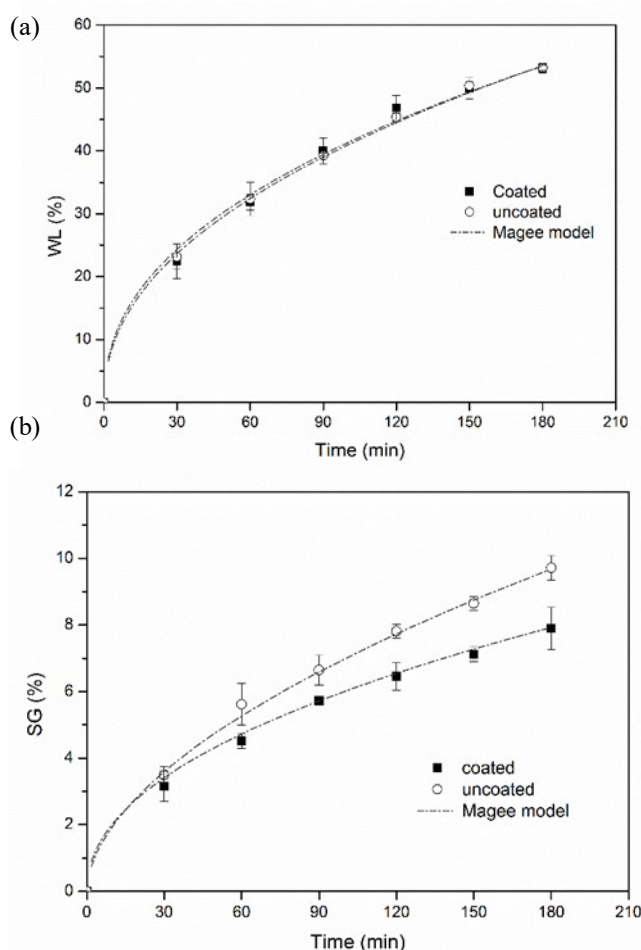 (a)
60
50
40
30
20
10
0
WL (%)
Coated
uncoated
Magee model
0 30 60 90 120 150 180 210
Time (min)
(b)
12
10
8
6
4
2
0
SG (%)
coated
uncoated
Magee model
0 30 60 90 120 150 180 210
Time (min)